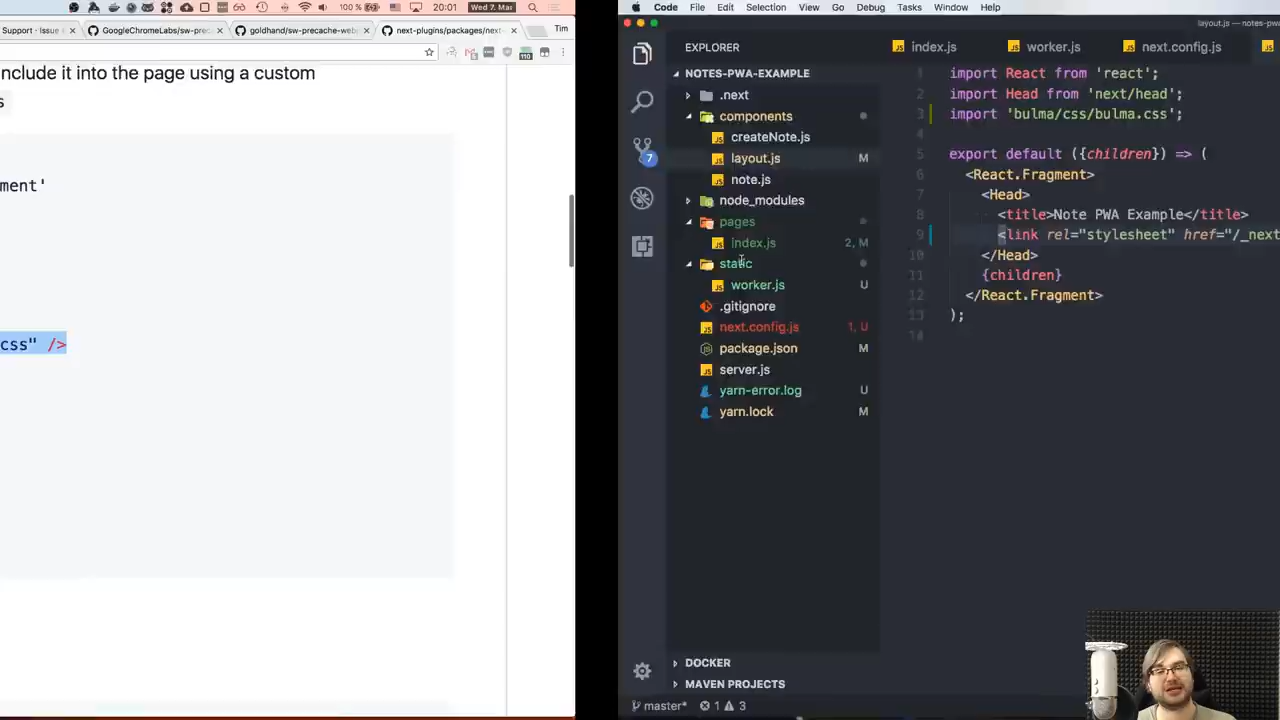 100 %
20:01
Wed 7. Mar
Support · Issue
GoogleChromeLabs/sw-prec
goldhand/sw-precache-web
next-plugins/packages/next
Tim
110
nclude it into the page using a custom
s
ment'
css" />
Code File Edit Selection View Go Debug Tasks Window Help
layout.js — notes-pwa
EXPLORER
index.js
worker.js
next.config.js
NOTES-PWA-EXAMPLE
.next
components
createNote.js
layout.js M
note.js
node_modules
pages
index.js 2, M
static
worker.js U
.gitignore
next.config.js 1, U
package.json M
server.js
yarn-error.log U
yarn.lock M
7
DOCKER
MAVEN PROJECTS
master* 1 3
1 import React from 'react';
2 import Head from 'next/head';
3 import 'bulma/css/bulma.css';
4
5 export default ({children}) => (
6 <React.Fragment>
7 <Head>
8 <title>Note PWA Example</title>
9 <link rel="stylesheet" href="/_next
10 </Head>
11 {children}
12 </React.Fragment>
13 );
14